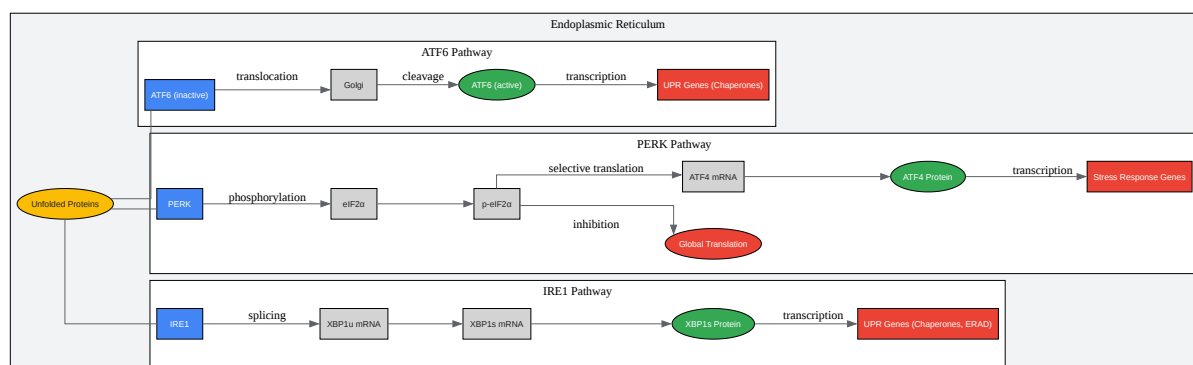 Endoplasmic Reticulum
ATF6 Pathway
ATF6 (inactive)
translocation
Golgi
cleavage
ATF6 (active)
transcription
UPR Genes (Chaperones)
Unfolded Proteins
PERK Pathway
PERK
phosphorylation
eIF2α
p-eIF2α
selective translation
ATF4 mRNA
ATF4 Protein
transcription
Stress Response Genes
inhibition
Global Translation
IRE1 Pathway
IRE1
splicing
XBP1u mRNA
XBP1s mRNA
XBP1s Protein
transcription
UPR Genes (Chaperones, ERAD)